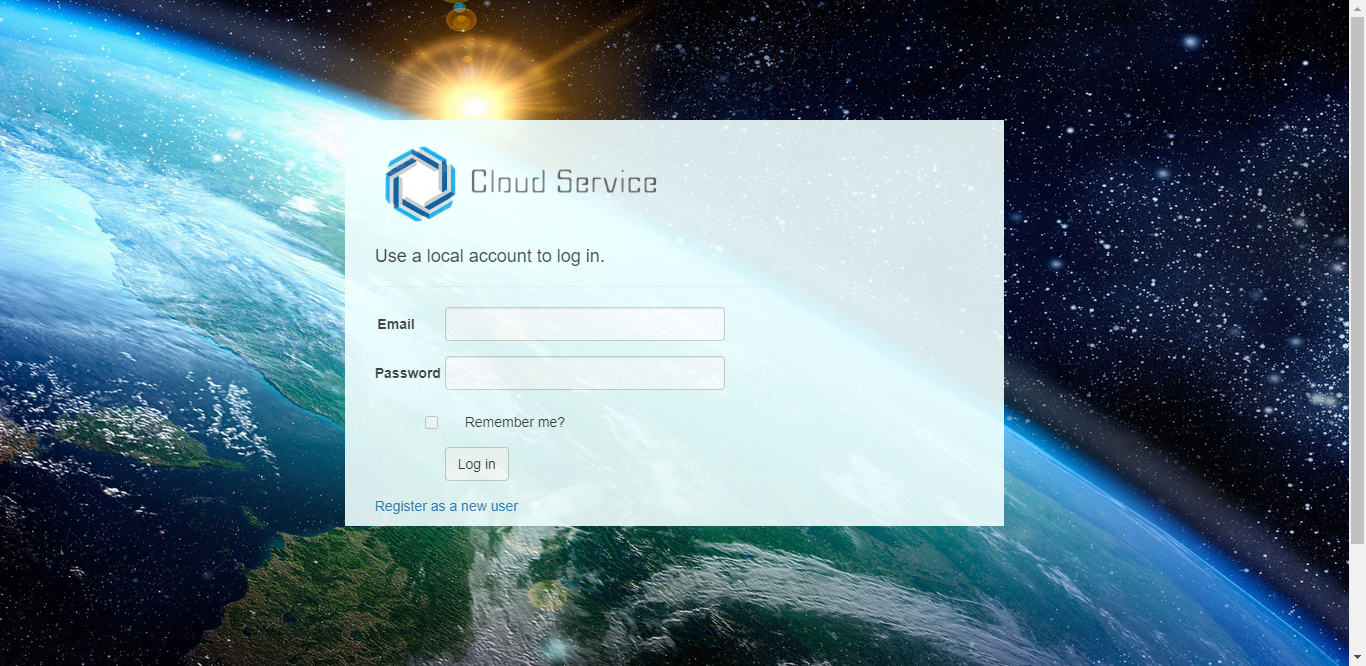 Cloud Service
Use a local account to log in.
Email
Password
Remember me?
Log in
Register as a new user